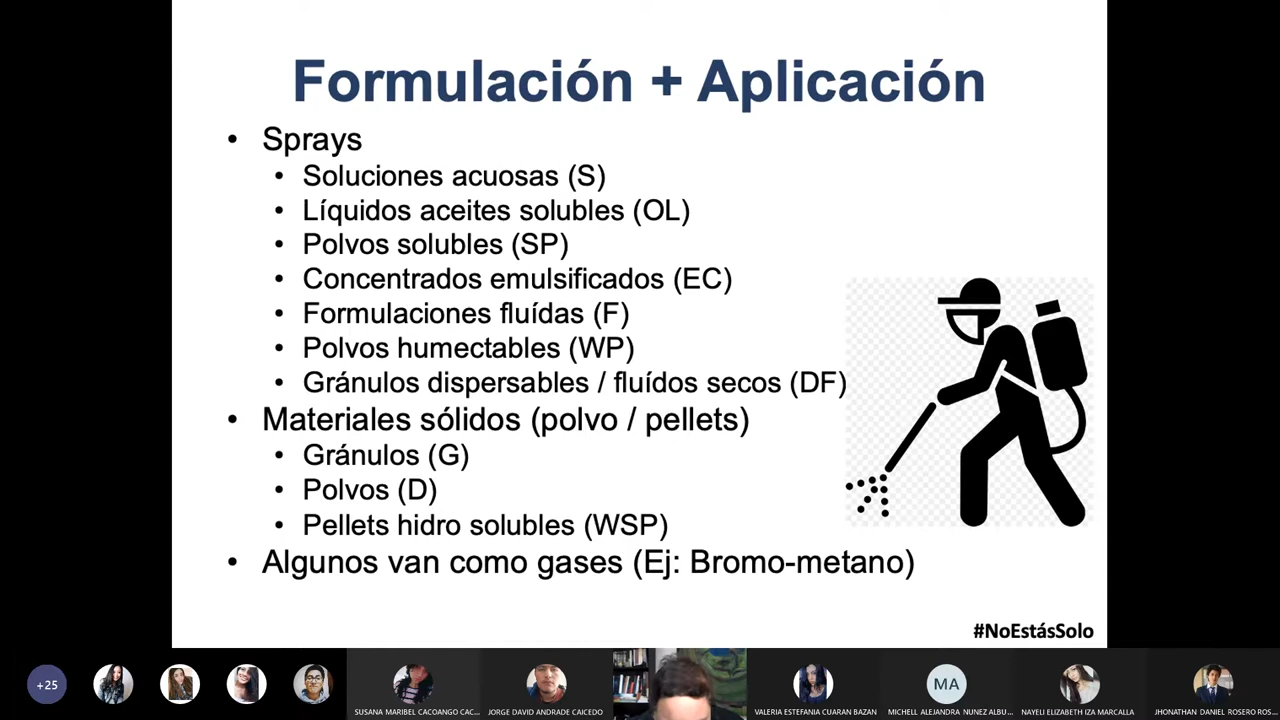 Formulación + Aplicación
• Sprays
• Soluciones acuosas (S)
• Líquidos aceites solubles (OL)
• Polvos solubles (SP)
• Concentrados emulsificados (EC)
• Formulaciones fluídas (F)
• Polvos humectables (WP)
• Gránulos dispersables / fluídos secos (DF)
• Materiales sólidos (polvo / pellets)
• Gránulos (G)
• Polvos (D)
• Pellets hidro solubles (WSP)
• Algunos van como gases (Ej: Bromo-metano)
#NoEstásSolo
+25
MA
SUSANA MARIBEL CACOANGO CAC...
JORGE DAVID ANDRADE CAICEDO
VALERIA ESTEFANIA CUARAN BAZAN
MICHELL ALEJANDRA NUNEZ ALBU...
NAYELI ELIZABETH IZA MARCALLA
JHONATHAN DANIEL ROSERO ROS...